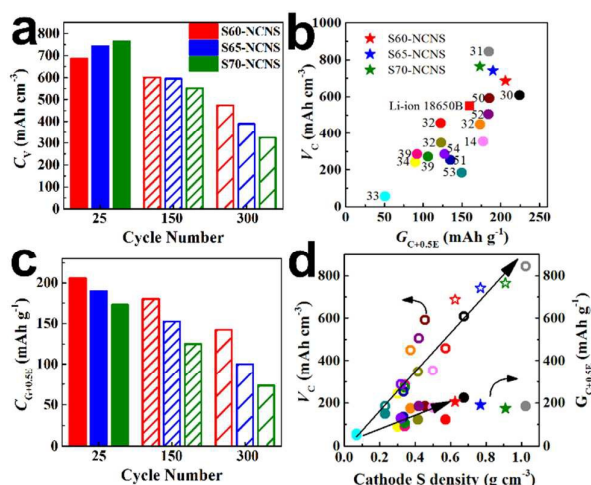 a
S60-NCNS
S65-NCNS
S70-NCNS
C_V (mAh cm⁻³)
800
700
600
500
400
300
200
100
0
25 150 300
Cycle Number
b
S60-NCNS
S65-NCNS
S70-NCNS
Li-ion 18650B
V_C (mAh cm⁻³)
1000
800
600
400
200
0
31
50
30
52
32
32
14
32
54
39
51
34
39
53
33
0 50 100 150 200 250
G_C+0.5E (mAh g⁻¹)
c
C_G+0.5E (mAh g⁻¹)
200
150
100
50
0
25 150 300
Cycle Number
d
V_C (mAh cm⁻³)
800
600
400
200
0
G_C+0.5E (mAh g⁻¹)
800
600
400
200
0
0.0 0.2 0.4 0.6 0.8 1.0
Cathode S density (g cm⁻³)